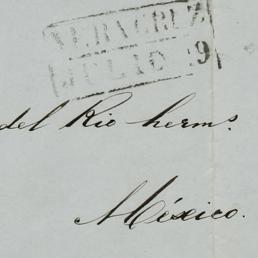 VERACRUZ
JULIO 9
del Rio herms.
México.